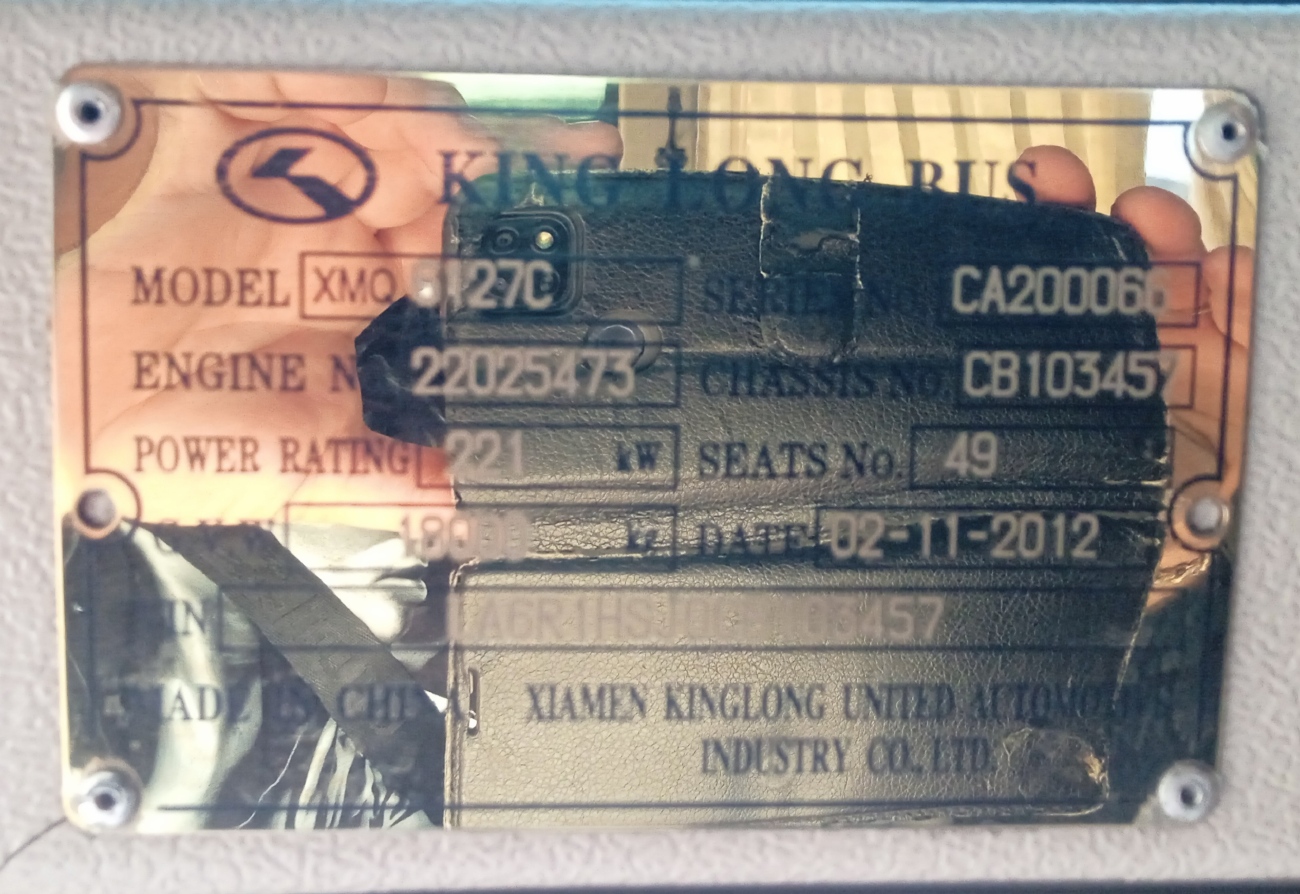 KING LONG BUS
MODEL XMQ6127C SERIES No. CA200066
ENGINE No. 22025473 CHASSIS No. CB103457
POWER RATING 221 kW SEATS No. 49
G.V.W. 18000 kg DATE 02-11-2012
VIN
MADE IN CHINA XIAMEN KINGLONG UNITED AUTOMOTIVE
INDUSTRY CO.,LTD.